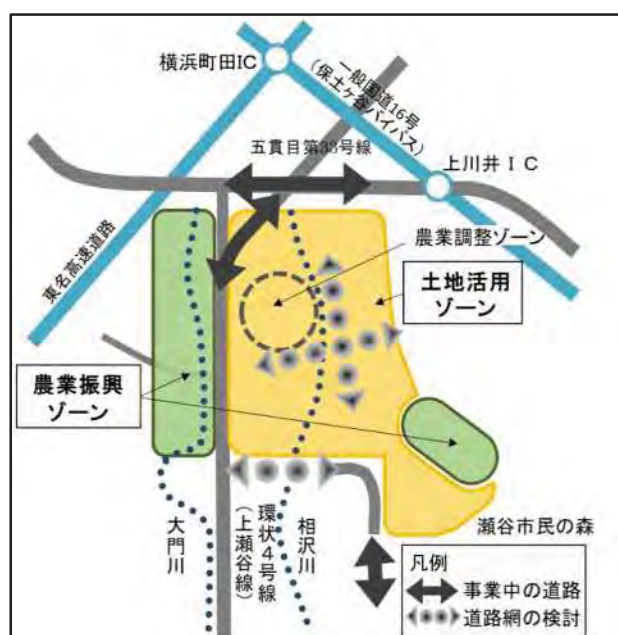 横浜町田IC
一般国道16号
(保土ヶ谷バイパス)
五貫目第33号線
上川井IC
東名高速道路
農業調整ゾーン
土地活用
ゾーン
農業振興
ゾーン
大門川
環状4号線
(上瀬谷線)
相沢川
瀬谷市民の森
凡例
事業中の道路
道路網の検討